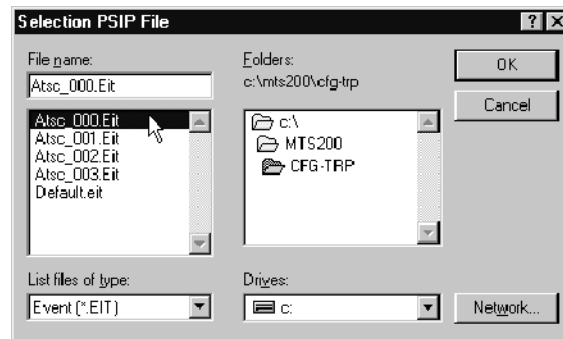 Selection PSIP File
File name:
Atsc_000.Eit
Atsc_000.Eit
Atsc_001.Eit
Atsc_002.Eit
Atsc_003.Eit
Default.eit
List files of type:
Event (*.EIT)
Folders:
c:\mts200\cfg-trp
c:\
MTS200
CFG-TRP
Drives:
c:
OK
Cancel
Network...